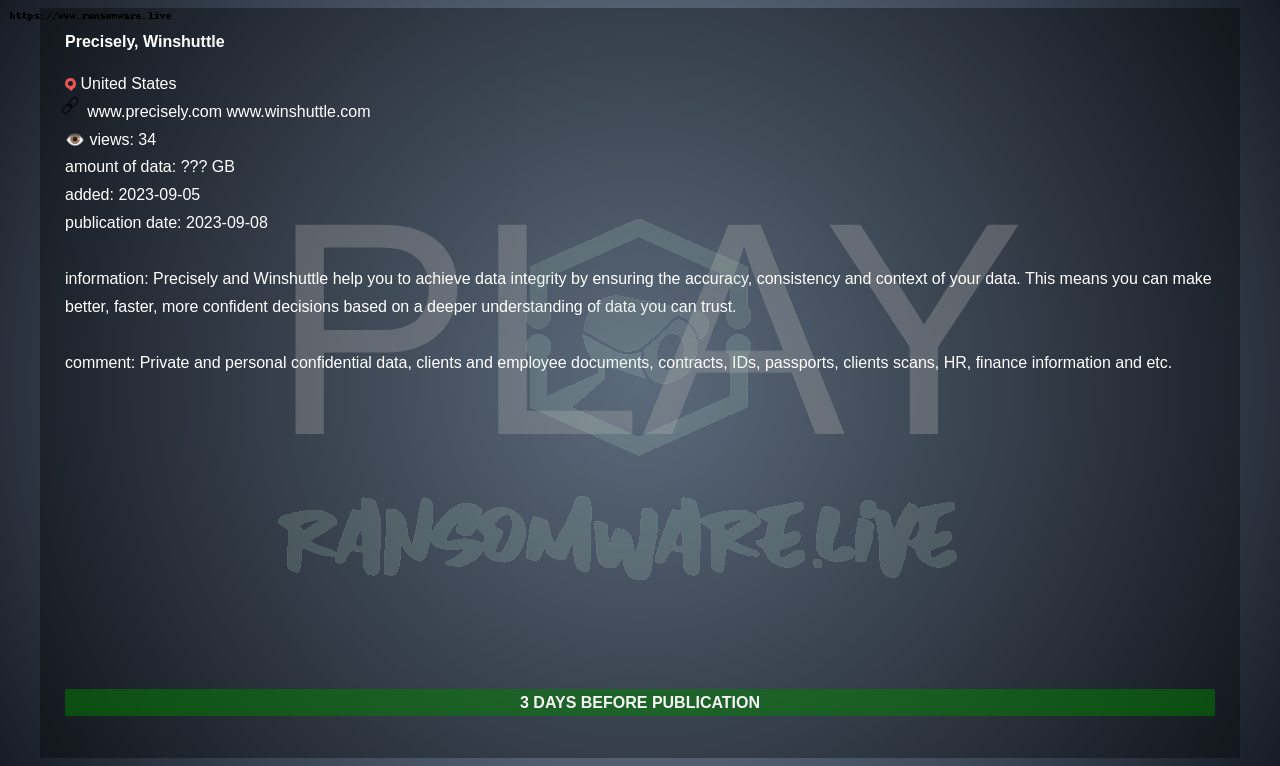 https://www.ransomware.live
Precisely, Winshuttle
United States
www.precisely.com www.winshuttle.com
views: 34
amount of data: ??? GB
added: 2023-09-05
publication date: 2023-09-08
PLAY
information: Precisely and Winshuttle help you to achieve data integrity by ensuring the accuracy, consistency and context of your data. This means you can make
better, faster, more confident decisions based on a deeper understanding of data you can trust.
comment: Private and personal confidential data, clients and employee documents, contracts, IDs, passports, clients scans, HR, finance information and etc.
RANSOMWARE.LIVE
3 DAYS BEFORE PUBLICATION